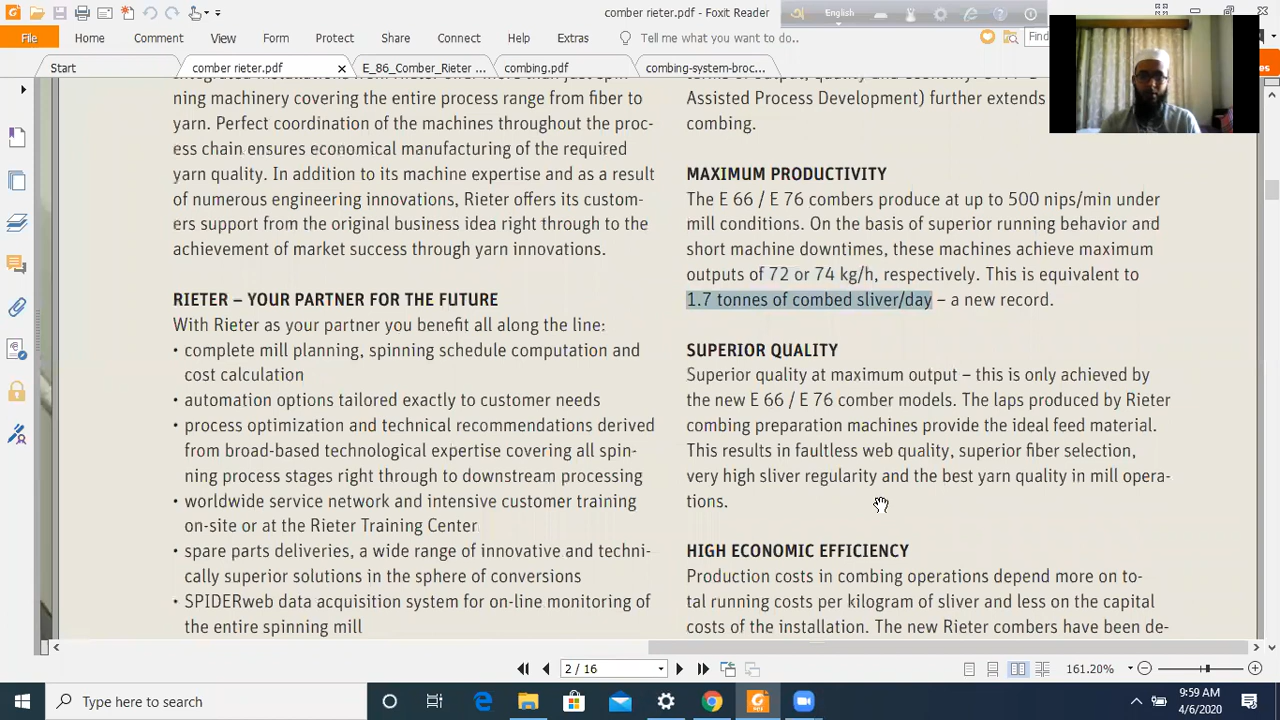 comber rieter.pdf - Foxit Reader
English
File
Home
Comment
View
Form
Protect
Share
Connect
Help
Extras
Tell me what you want to do..
Find
Start
comber rieter.pdf
E_86_Comber_Rieter ...
combing.pdf
combing-system-broc...
ning machinery covering the entire process range from fiber to
yarn. Perfect coordination of the machines throughout the proc-
ess chain ensures economical manufacturing of the required
yarn quality. In addition to its machine expertise and as a result
of numerous engineering innovations, Rieter offers its custom-
ers support from the original business idea right through to the
achievement of market success through yarn innovations.
RIETER – YOUR PARTNER FOR THE FUTURE
With Rieter as your partner you benefit all along the line:
• complete mill planning, spinning schedule computation and
cost calculation
• automation options tailored exactly to customer needs
• process optimization and technical recommendations derived
from broad-based technological expertise covering all spin-
ning process stages right through to downstream processing
• worldwide service network and intensive customer training
on-site or at the Rieter Training Center
• spare parts deliveries, a wide range of innovative and techni-
cally superior solutions in the sphere of conversions
• SPIDERweb data acquisition system for on-line monitoring of
the entire spinning mill
Assisted Process Development) further extends
combing.
MAXIMUM PRODUCTIVITY
The E 66 / E 76 combers produce at up to 500 nips/min under
mill conditions. On the basis of superior running behavior and
short machine downtimes, these machines achieve maximum
outputs of 72 or 74 kg/h, respectively. This is equivalent to
1.7 tonnes of combed sliver/day – a new record.
SUPERIOR QUALITY
Superior quality at maximum output – this is only achieved by
the new E 66 / E 76 comber models. The laps produced by Rieter
combing preparation machines provide the ideal feed material.
This results in faultless web quality, superior fiber selection,
very high sliver regularity and the best yarn quality in mill opera-
tions.
HIGH ECONOMIC EFFICIENCY
Production costs in combing operations depend more on to-
tal running costs per kilogram of sliver and less on the capital
costs of the installation. The new Rieter combers have been de-
2 / 16
161.20%
Type here to search
9:59 AM
4/6/2020